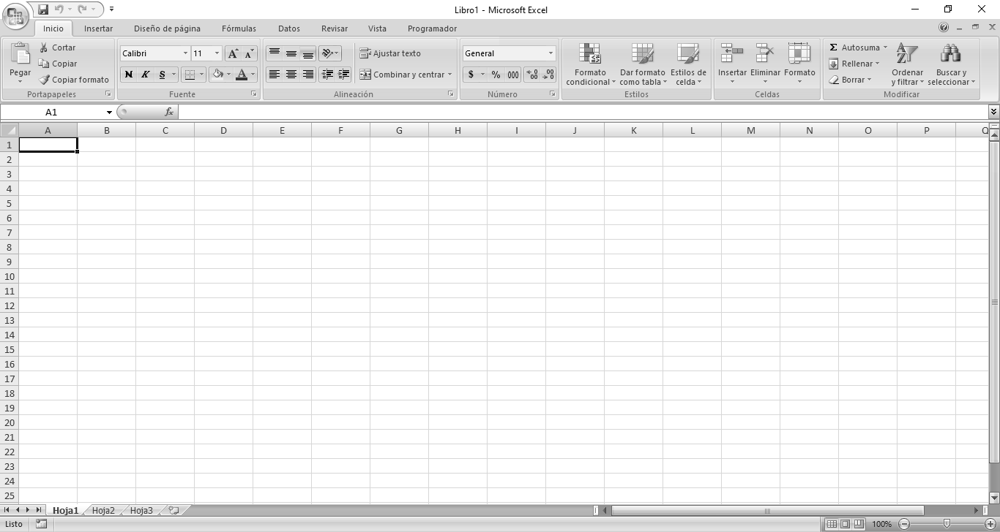 Libro1 - Microsoft Excel
Inicio Insertar Diseño de página Fórmulas Datos Revisar Vista Programador
Pegar
Cortar
Copiar
Copiar formato
Portapapeles
Calibri 11
N K S A
Fuente
Ajustar texto
Combinar y centrar
Alineación
General
$ % 000
Número
Formato
condicional
Dar formato
como tabla
Estilos de
celda
Estilos
Insertar Eliminar Formato
Celdas
Σ Autosuma
Rellenar
Borrar
Ordenar
y filtrar
Buscar y
seleccionar
Modificar
A1 fx
A B C D E F G H I J K L M N O P Q
1
2
3
4
5
6
7
8
9
10
11
12
13
14
15
16
17
18
19
20
21
22
23
24
25
Hoja1 Hoja2 Hoja3
Listo 100%